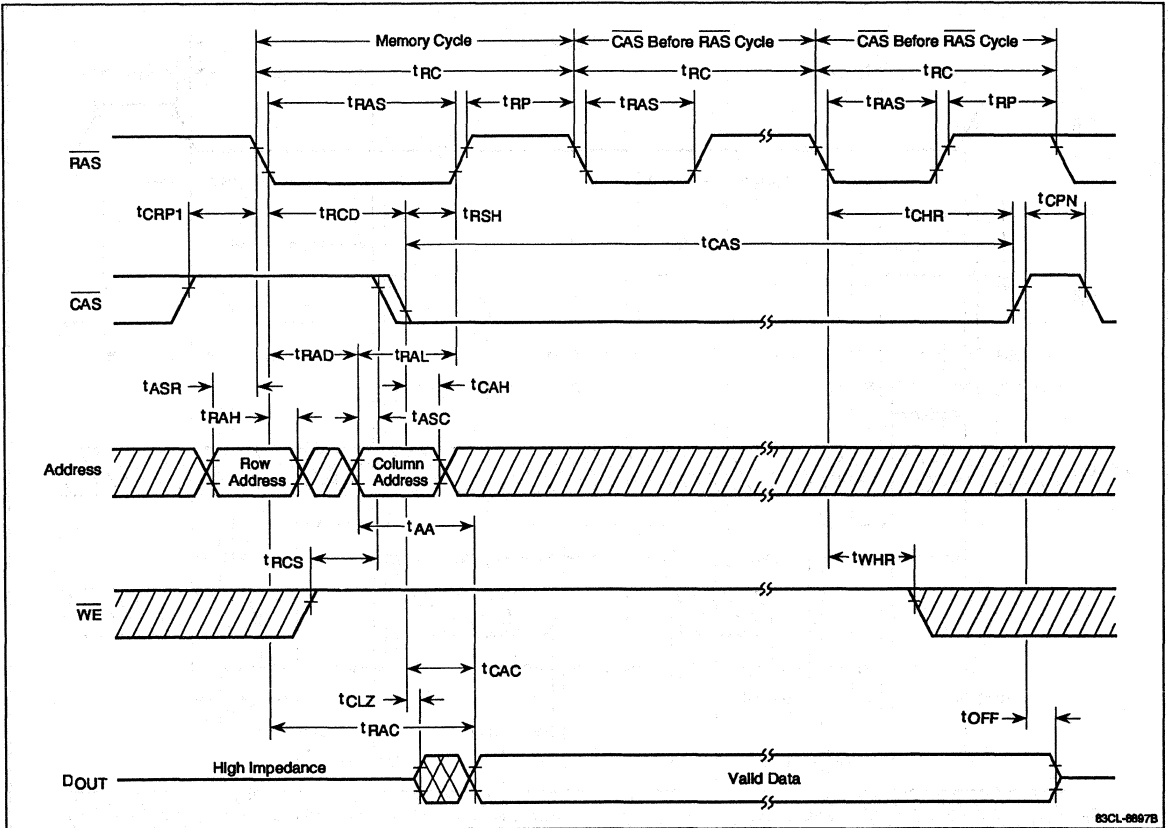 Memory Cycle
CAS Before RAS Cycle
CAS Before RAS Cycle
tRC
tRC
tRC
tRAS
tRP
tRAS
tRAS
tRP
RAS
tCRP1
tRCD
tRSH
tCHR
tCPN
tCAS
CAS
tRAD
tRAL
tASR
tCAH
tRAH
tASC
Address
Row
Address
Column
Address
tAA
tRCS
tWHR
WE
tCAC
tCLZ
tOFF
tRAC
High Impedance
DOUT
Valid Data
83CL-8897B